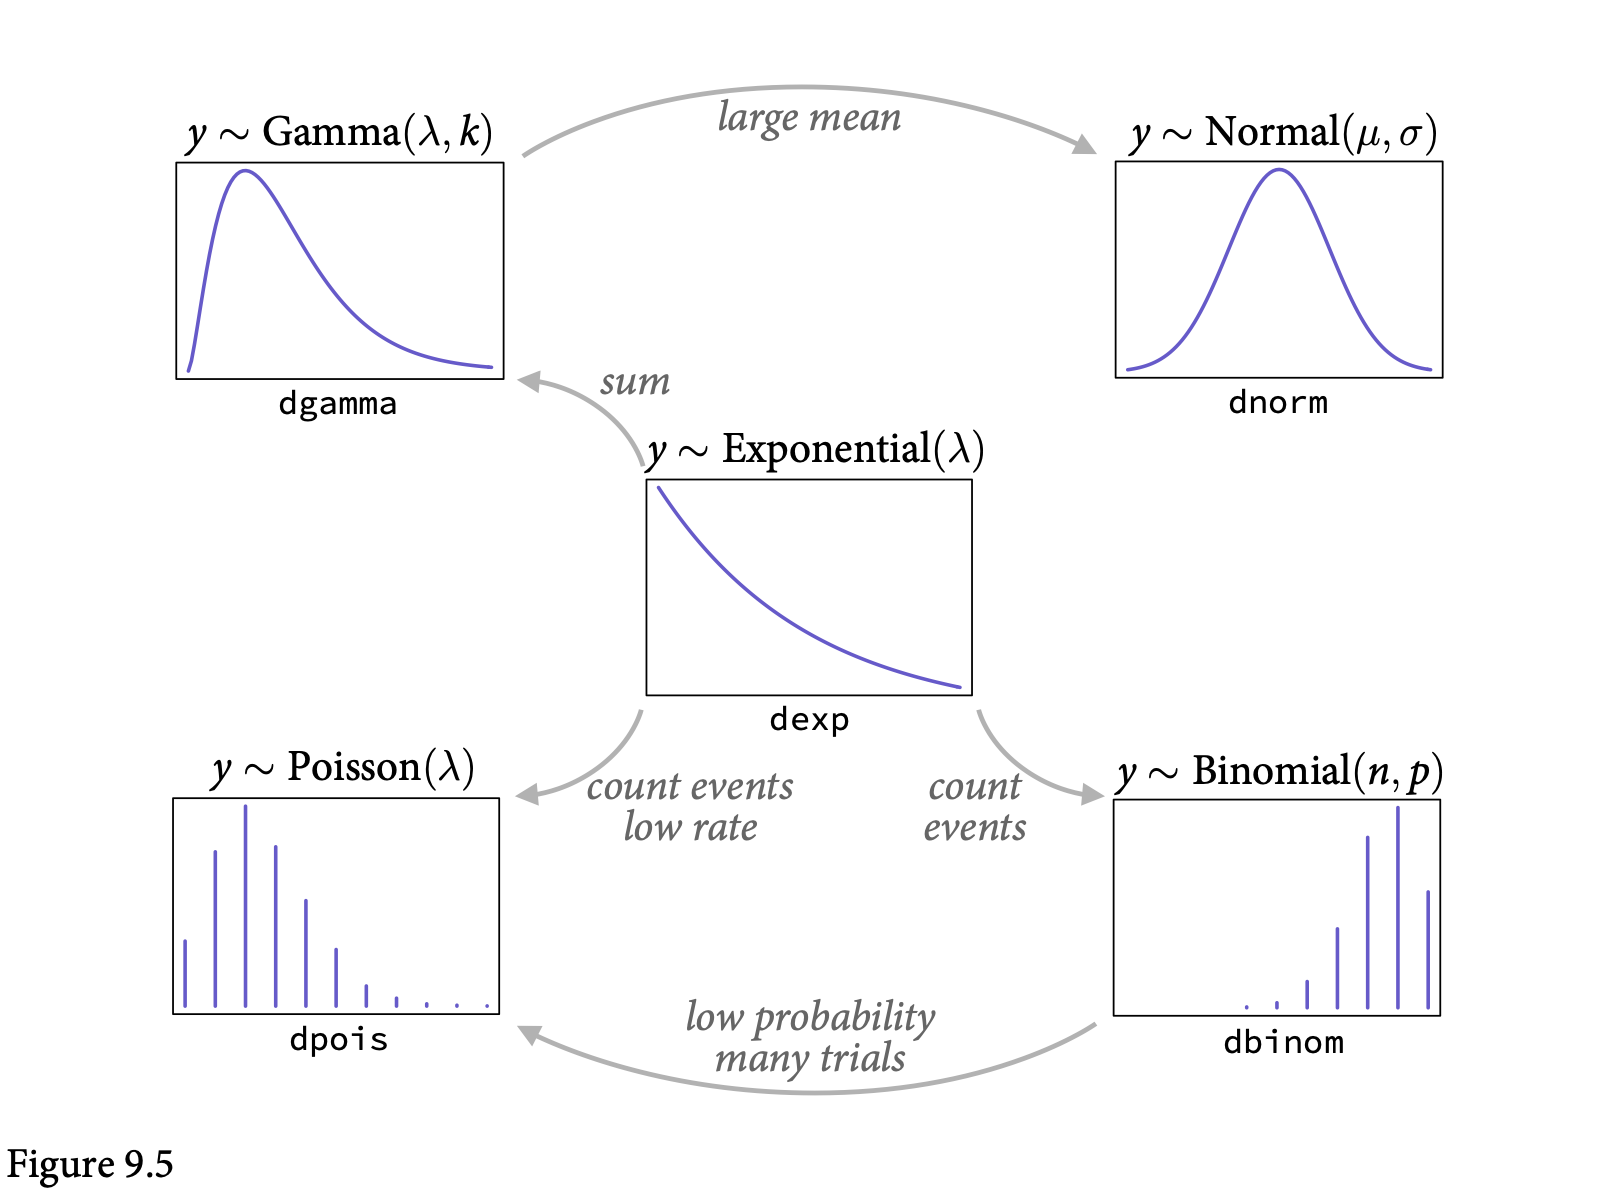 large mean
y ~ Gamma(λ, k)
y ~ Normal(μ, σ)
dgamma
dnorm
sum
y ~ Exponential(λ)
dexp
y ~ Poisson(λ)
count events
low rate
count
events
y ~ Binomial(n, p)
dpois
low probability
many trials
dbinom
Figure 9.5